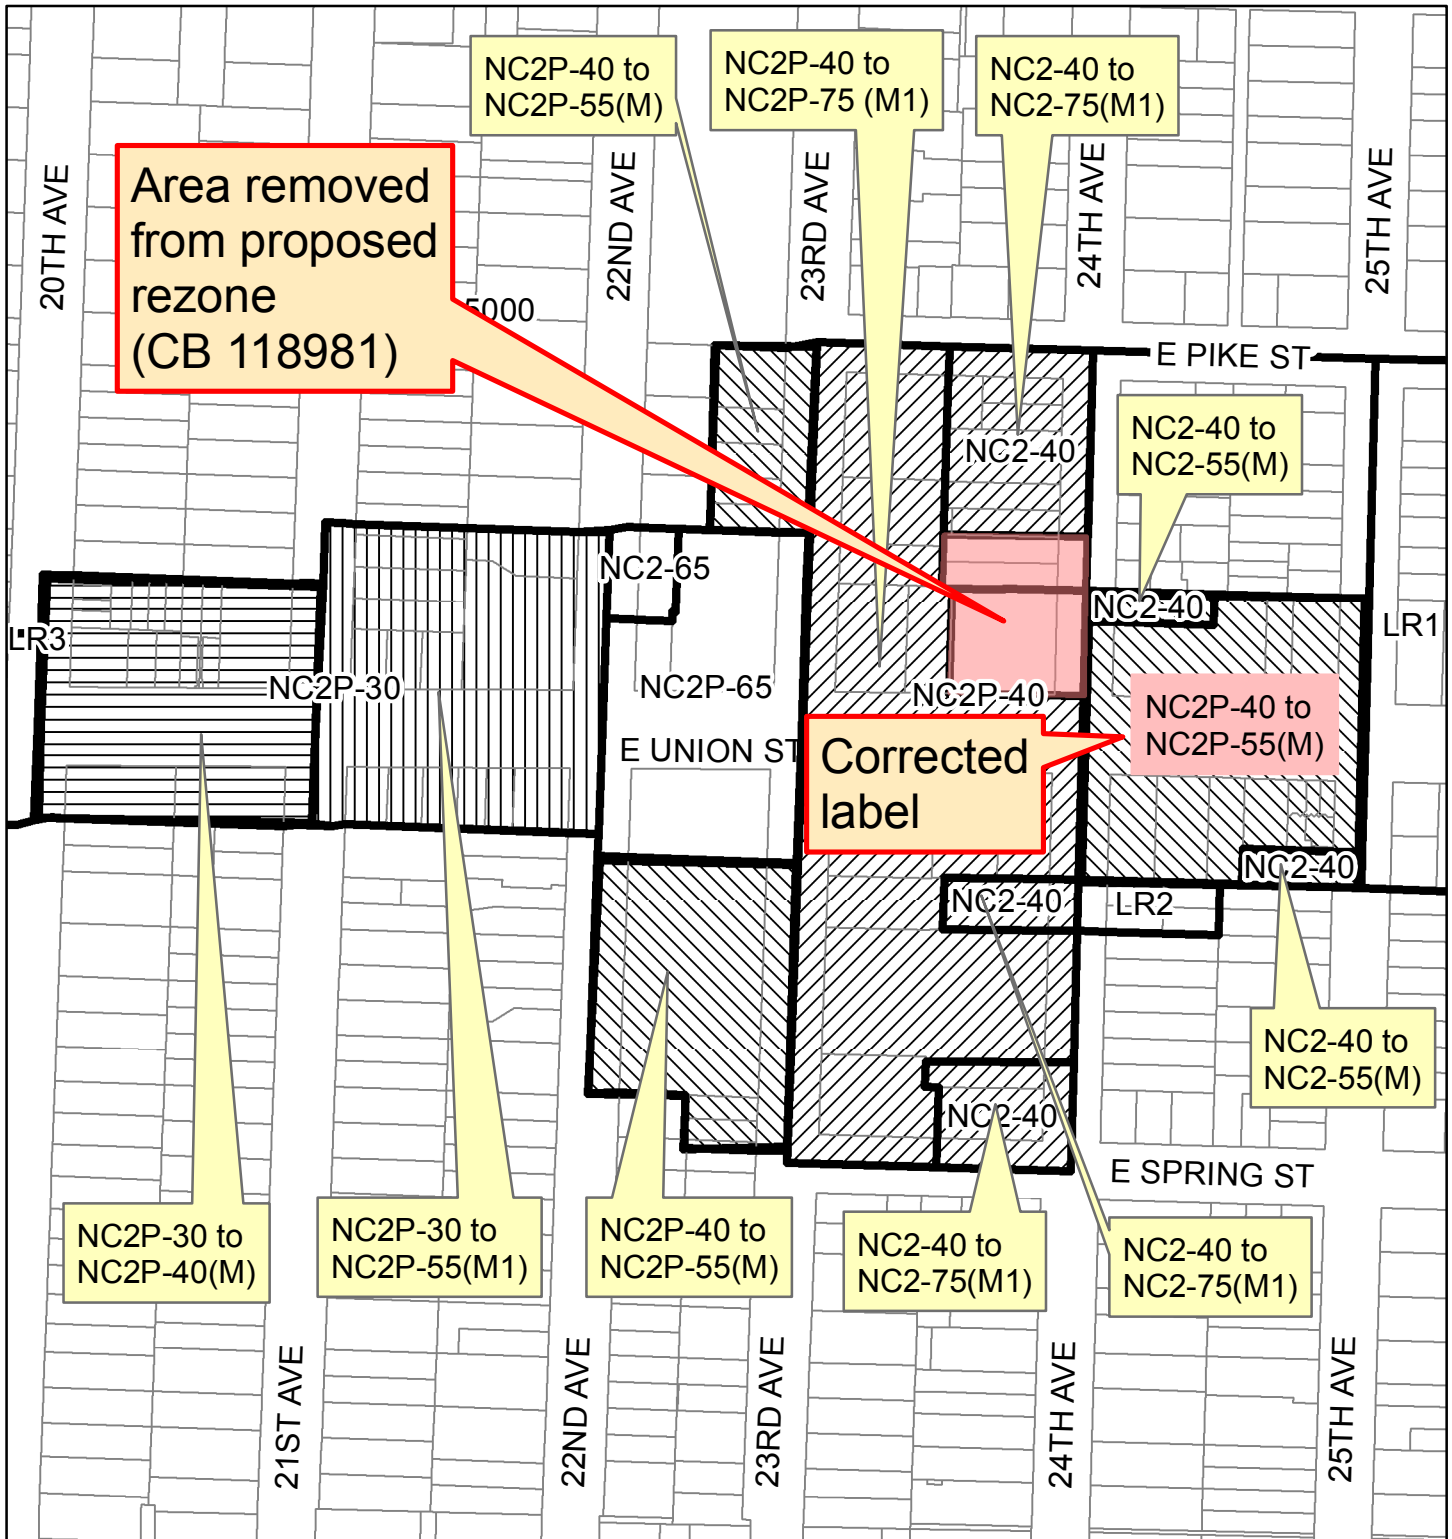 NC2P-40 to
NC2P-55(M)
NC2P-40 to
NC2P-75 (M1)
NC2-40 to
NC2-75(M1)
20TH AVE
22ND AVE
23RD AVE
24TH AVE
25TH AVE
Area removed
from proposed
rezone
(CB 118981)
5000
E PIKE ST
NC2-40
NC2-40 to
NC2-55(M)
NC2-65
NC2-40
LR3
LR1
NC2P-30
NC2P-65
NC2P-40
NC2P-40 to
NC2P-55(M)
E UNION ST
Corrected
label
NC2-40
NC2-40
LR2
NC2-40 to
NC2-55(M)
NC2-40
E SPRING ST
NC2P-30 to
NC2P-40(M)
NC2P-30 to
NC2P-55(M1)
NC2P-40 to
NC2P-55(M)
NC2-40 to
NC2-75(M1)
NC2-40 to
NC2-75(M1)
21ST AVE
22ND AVE
23RD AVE
24TH AVE
25TH AVE